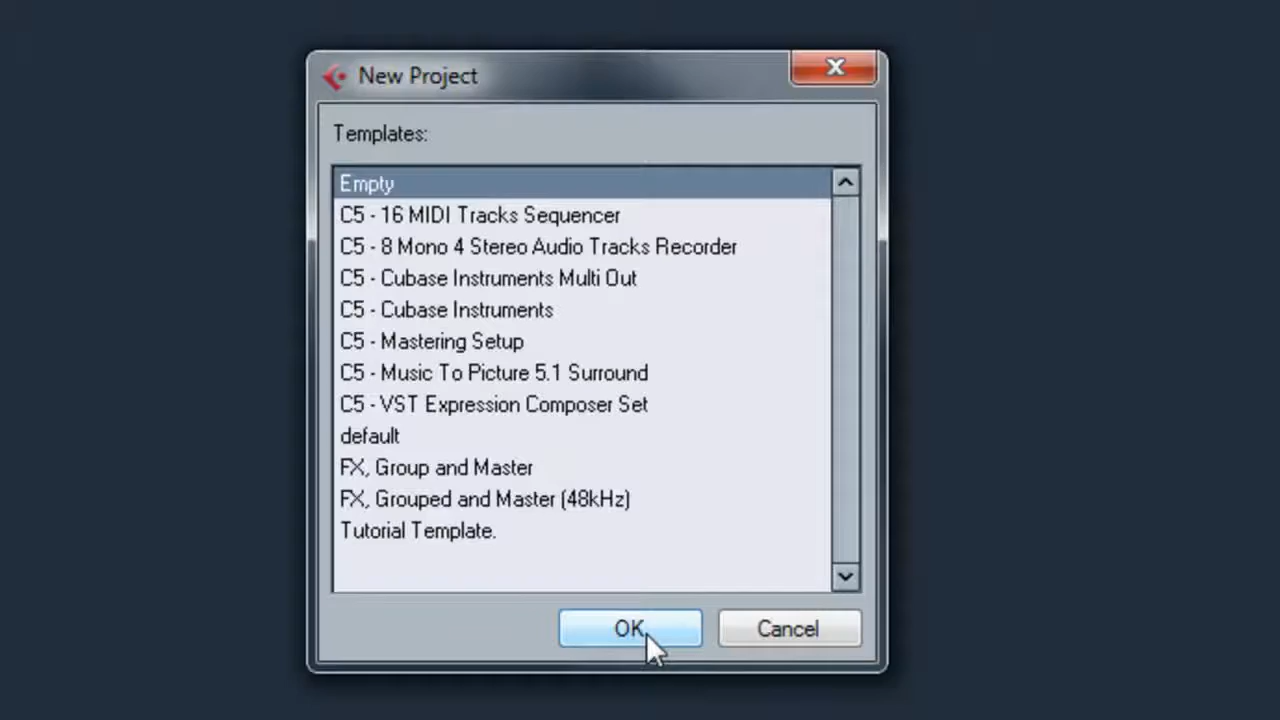 New Project
Templates:
Empty
C5 - 16 MIDI Tracks Sequencer
C5 - 8 Mono 4 Stereo Audio Tracks Recorder
C5 - Cubase Instruments Multi Out
C5 - Cubase Instruments
C5 - Mastering Setup
C5 - Music To Picture 5.1 Surround
C5 - VST Expression Composer Set
default
FX, Group and Master
FX, Grouped and Master (48kHz)
Tutorial Template.
OK Cancel